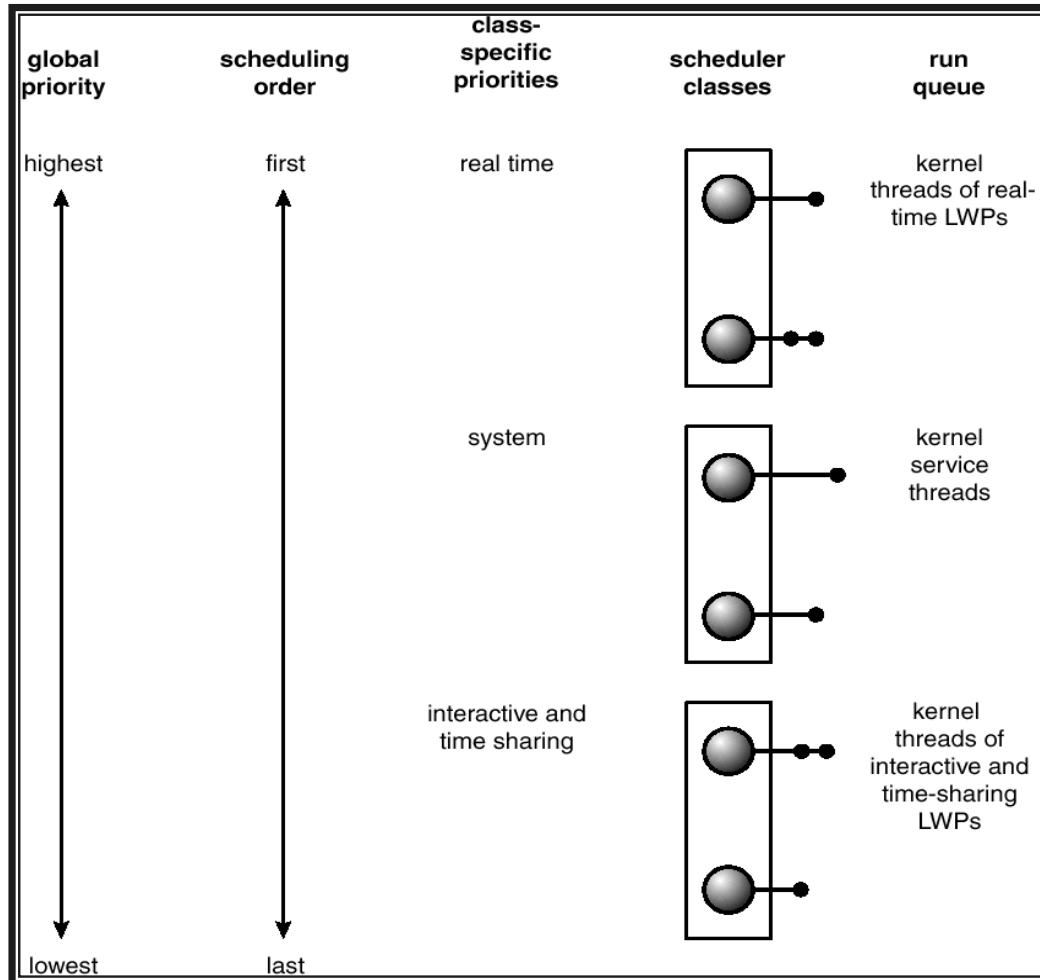 global
priority
scheduling
order
class-
specific
priorities
scheduler
classes
run
queue
highest
first
real time
kernel
threads of real-
time LWPs
system
kernel
service
threads
interactive and
time sharing
kernel
threads of
interactive and
time-sharing
LWPs
lowest
last